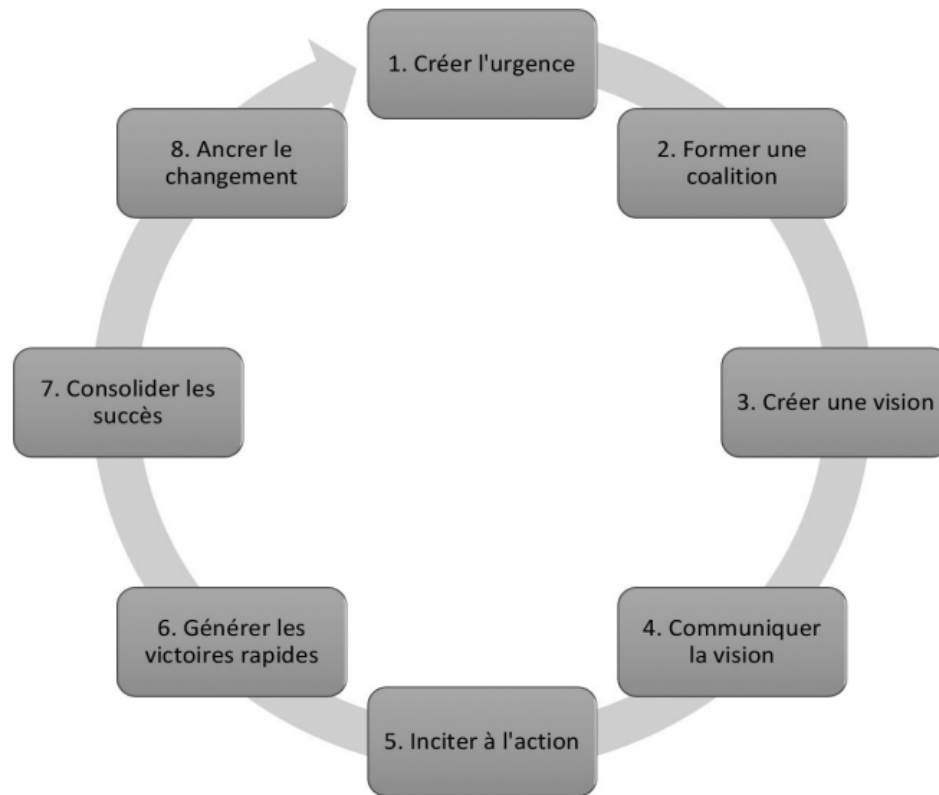 1. Créer l'urgence
2. Former une
coalition
3. Créer une vision
4. Communiquer
la vision
5. Inciter à l'action
6. Générer les
victoires rapides
7. Consolider les
succès
8. Ancrer le
changement